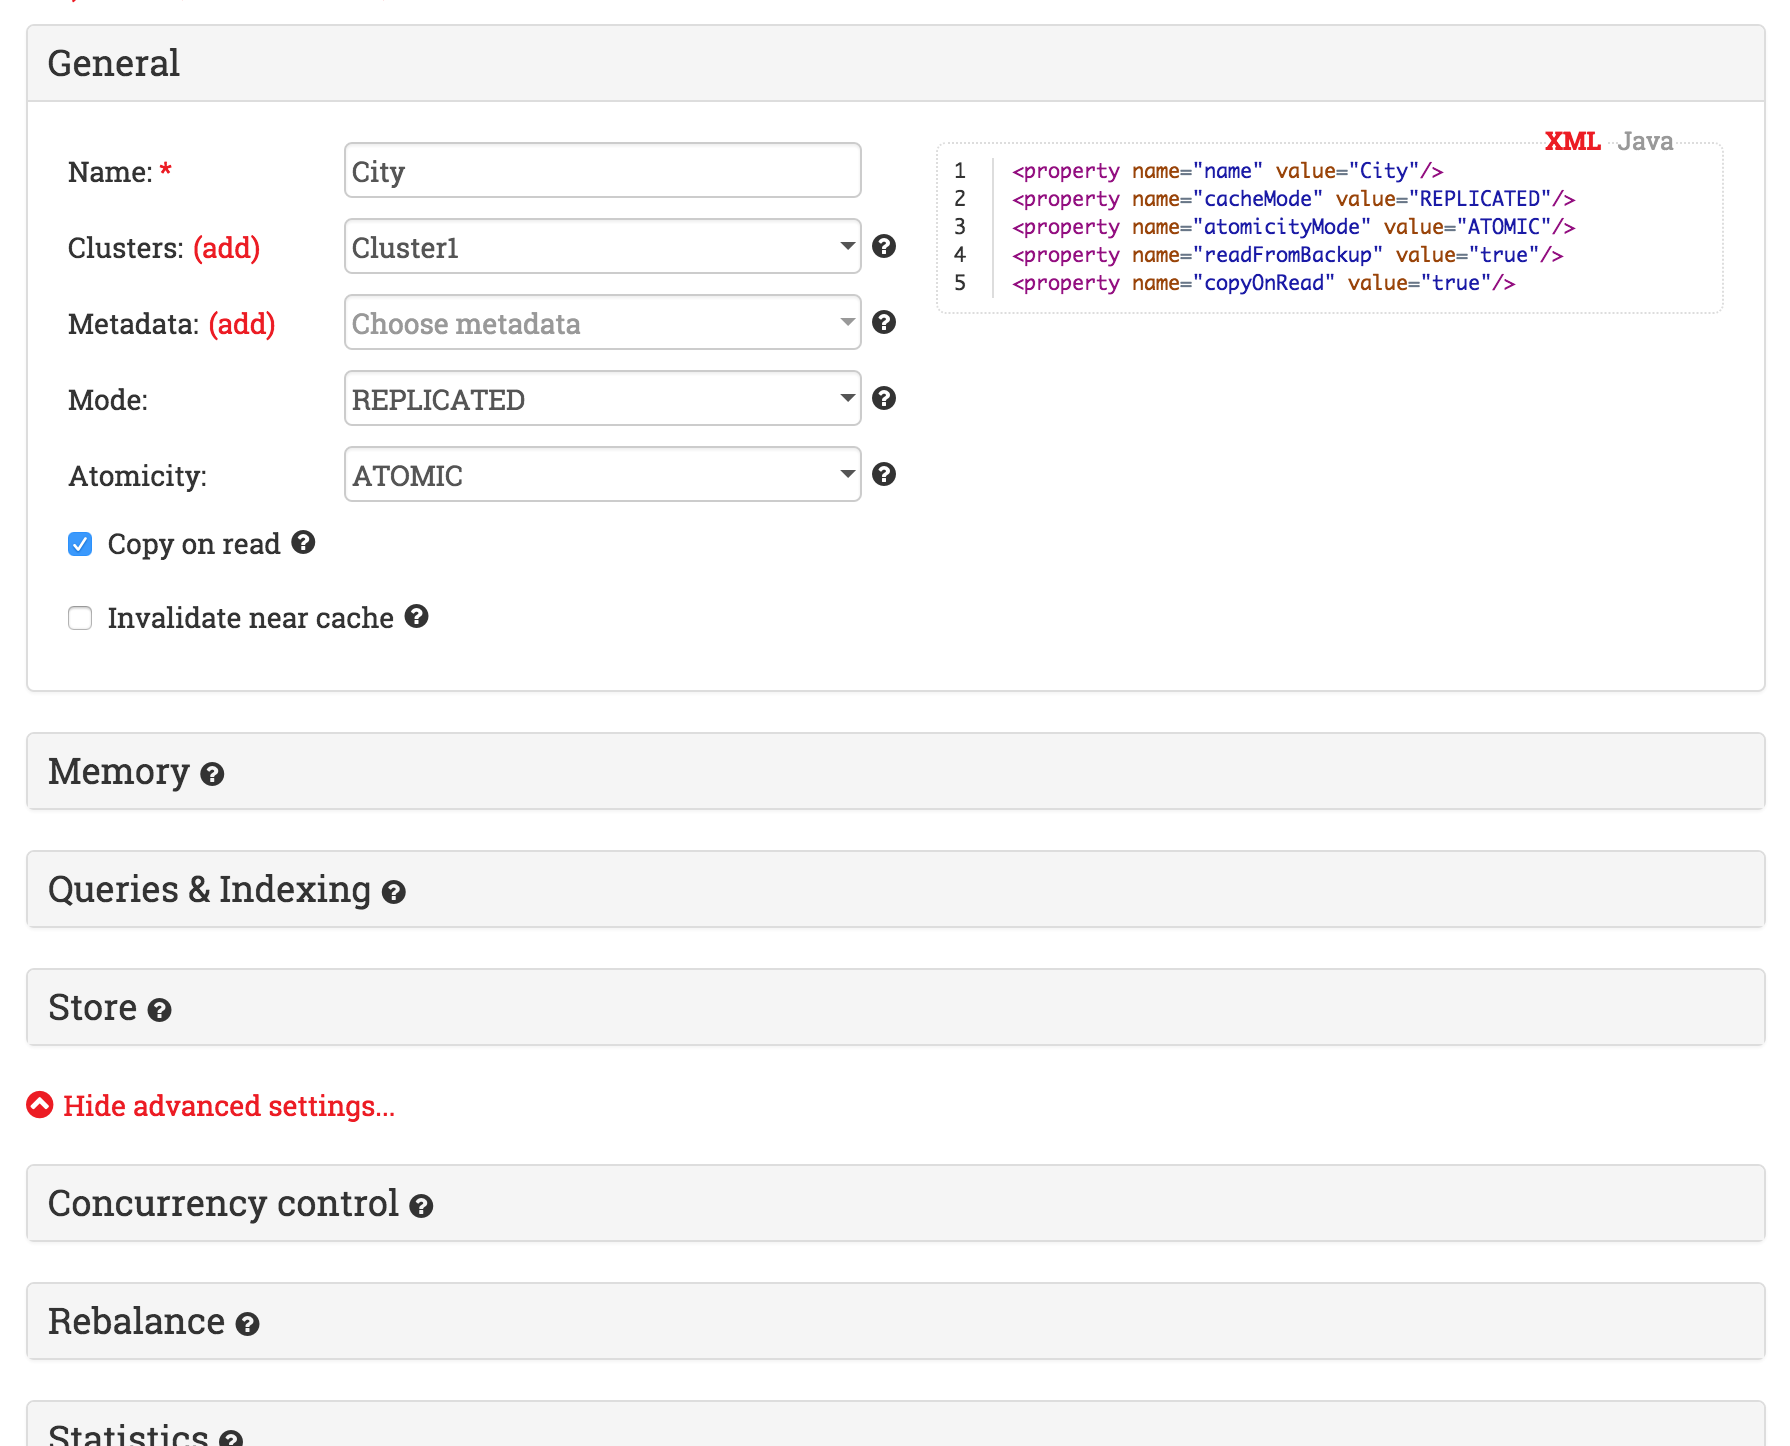 General
Name: *
City
Clusters: (add)
Cluster1
Metadata: (add)
Choose metadata
Mode:
REPLICATED
Atomicity:
ATOMIC
Copy on read
Invalidate near cache
XML Java
1 <property name="name" value="City"/>
2 <property name="cacheMode" value="REPLICATED"/>
3 <property name="atomicityMode" value="ATOMIC"/>
4 <property name="readFromBackup" value="true"/>
5 <property name="copyOnRead" value="true"/>
Memory
Queries & Indexing
Store
Hide advanced settings...
Concurrency control
Rebalance
Statistics